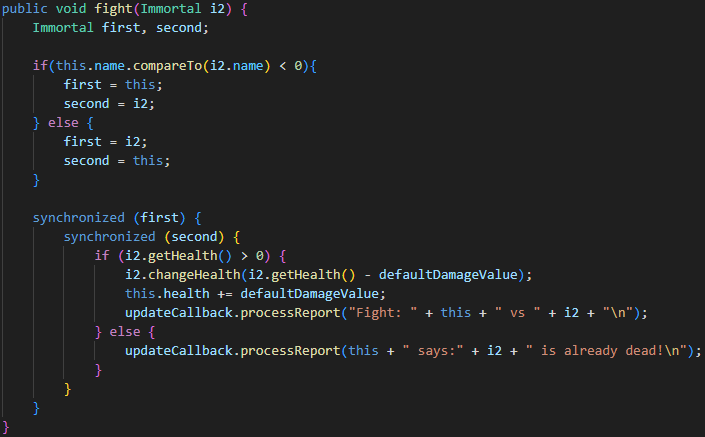 public void fight(Immortal i2) {
    Immortal first, second;

    if(this.name.compareTo(i2.name) < 0){
        first = this;
        second = i2;
    } else {
        first = i2;
        second = this;
    }

    synchronized (first) {
        synchronized (second) {
            if (i2.getHealth() > 0) {
                i2.changeHealth(i2.getHealth() - defaultDamageValue);
                this.health += defaultDamageValue;
                updateCallback.processReport("Fight: " + this + " vs " + i2 + "\n");
            } else {
                updateCallback.processReport(this + " says:" + i2 + " is already dead!\n");
            }
        }
    }
}